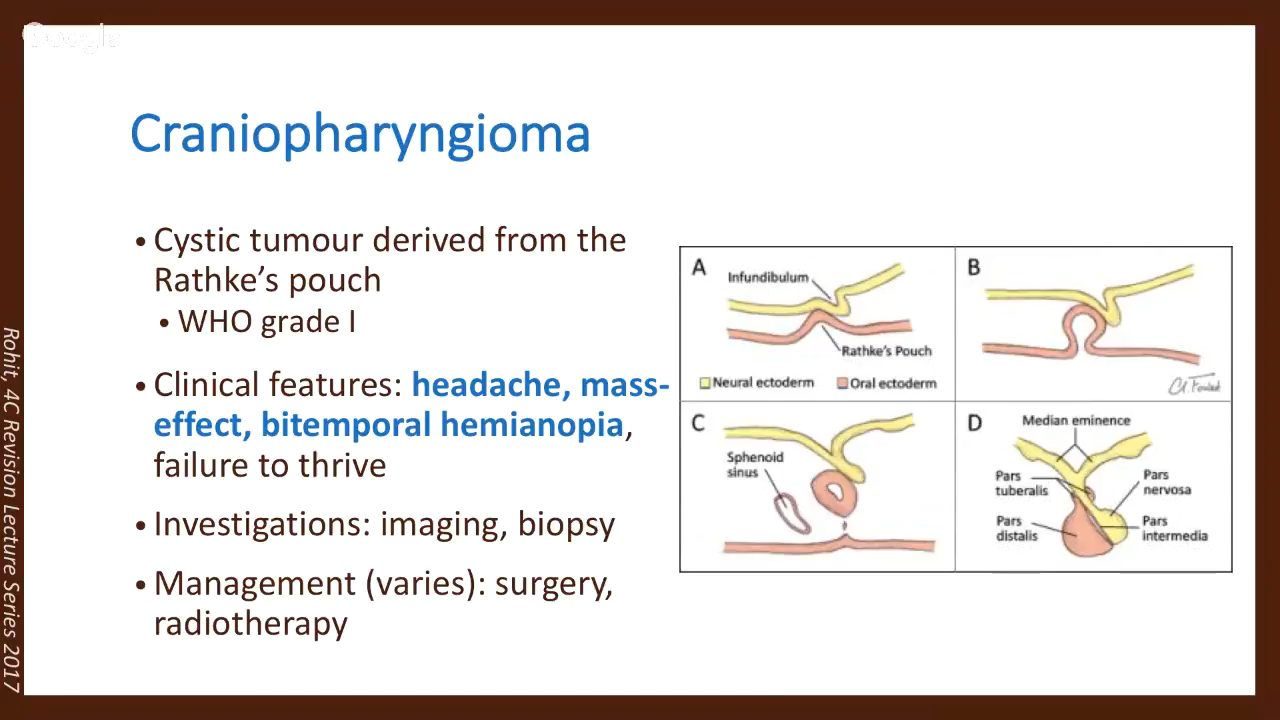 Google
Craniopharyngioma
• Cystic tumour derived from the
Rathke’s pouch
• WHO grade I
• Clinical features: headache, mass-
effect, bitemporal hemianopia,
failure to thrive
• Investigations: imaging, biopsy
• Management (varies): surgery,
radiotherapy
A
Infundibulum
Rathke's Pouch
Neural ectoderm
Oral ectoderm
B
C
Sphenoid
sinus
D
Median eminence
Pars
tuberalis
Pars
nervosa
Pars
distalis
Pars
intermedia
Rohit, 4C Revision Lecture Series 2017